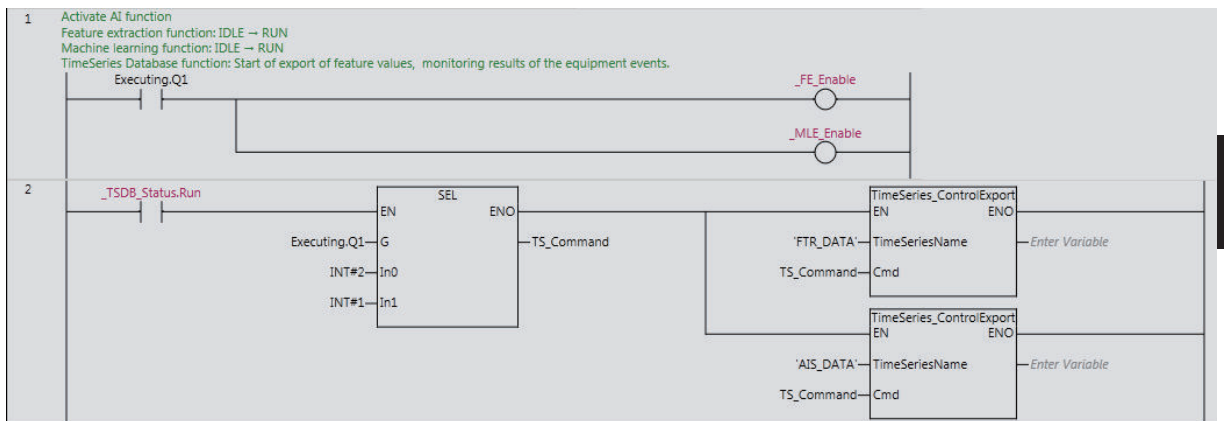 1
Activate AI function
Feature extraction function: IDLE → RUN
Machine learning function: IDLE → RUN
TimeSeries Database function: Start of export of feature values, monitoring results of the equipment events.
Executing.Q1
_FE_Enable
_MLE_Enable
2
_TSDB_Status.Run
SEL
TimeSeries_ControlExport
EN ENO
EN ENO
Executing.Q1 G
TS_Command
'FTR_DATA' TimeSeriesName
Enter Variable
INT#2 In0
TS_Command Cmd
INT#1 In1
TimeSeries_ControlExport
EN ENO
'AIS_DATA' TimeSeriesName
Enter Variable
TS_Command Cmd